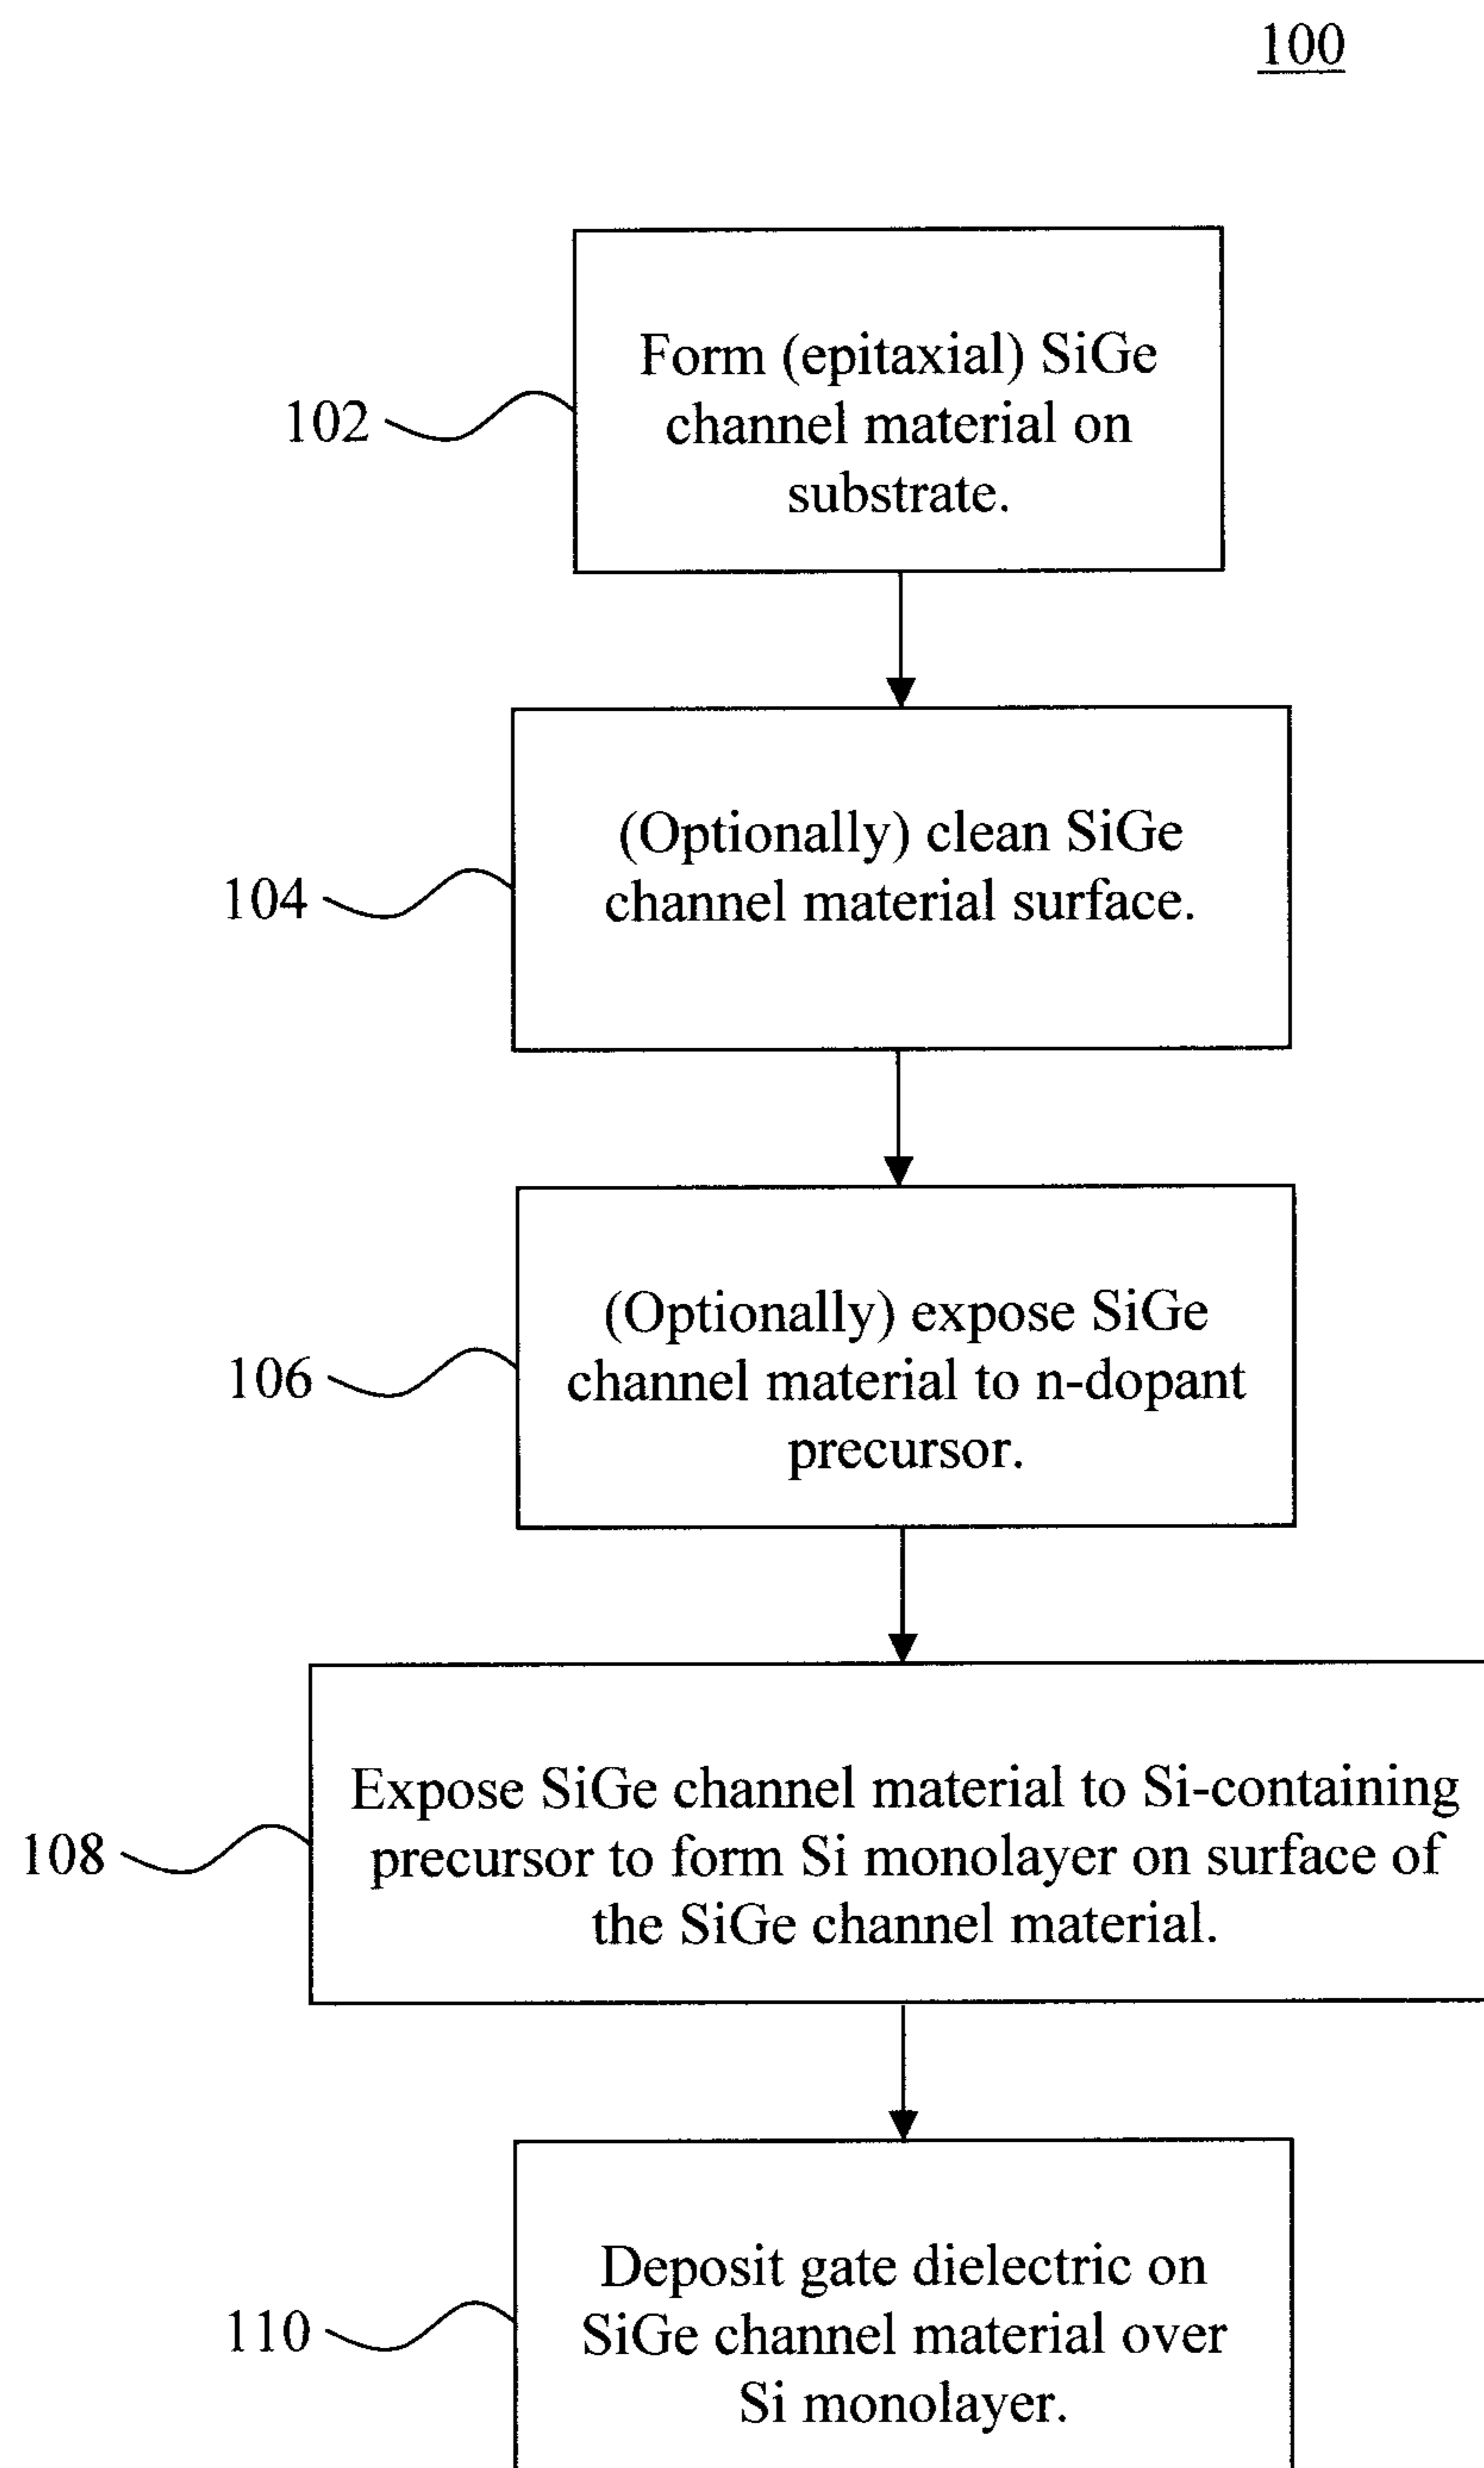 100
102
Form (epitaxial) SiGe
channel material on
substrate.
104
(Optionally) clean SiGe
channel material surface.
106
(Optionally) expose SiGe
channel material to n-dopant
precursor.
108
Expose SiGe channel material to Si-containing
precursor to form Si monolayer on surface of
the SiGe channel material.
110
Deposit gate dielectric on
SiGe channel material over
Si monolayer.